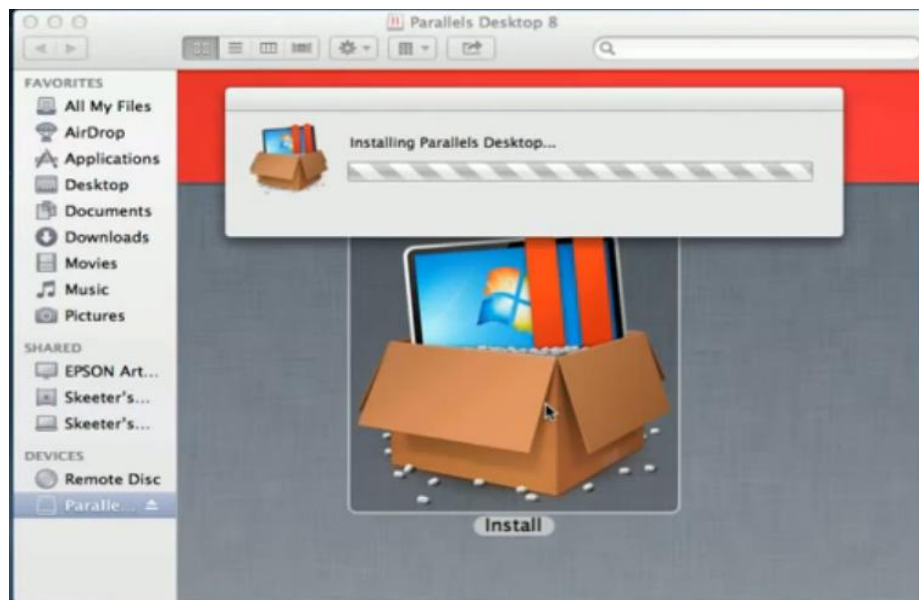 Parallels Desktop 8
FAVORITES
All My Files
AirDrop
Applications
Desktop
Documents
Downloads
Movies
Music
Pictures
SHARED
EPSON Art...
Skeeter's...
Skeeter's...
DEVICES
Remote Disc
Paralle...
Installing Parallels Desktop...
Install